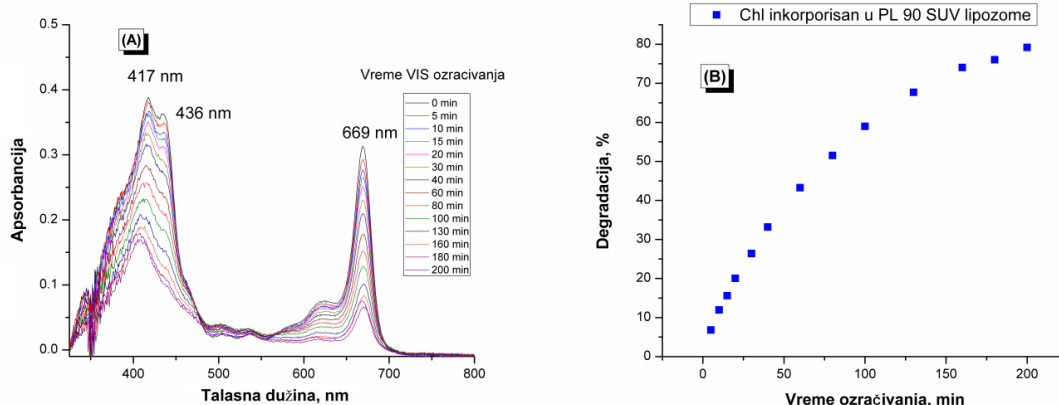 (A)
417 nm
436 nm
669 nm
Vreme VIS ozracivanja
0 min
5 min
10 min
15 min
20 min
30 min
40 min
60 min
80 min
100 min
130 min
160 min
180 min
200 min
0.5
0.4
0.3
0.2
0.1
0.0
Apsorbancija
400
500
600
700
800
Talasna dužina, nm
Chl inkorporisan u PL 90 SUV lipozome
(B)
80
70
60
50
40
30
20
10
0
Degradacija, %
0
50
100
150
200
Vreme ozračivanja, min